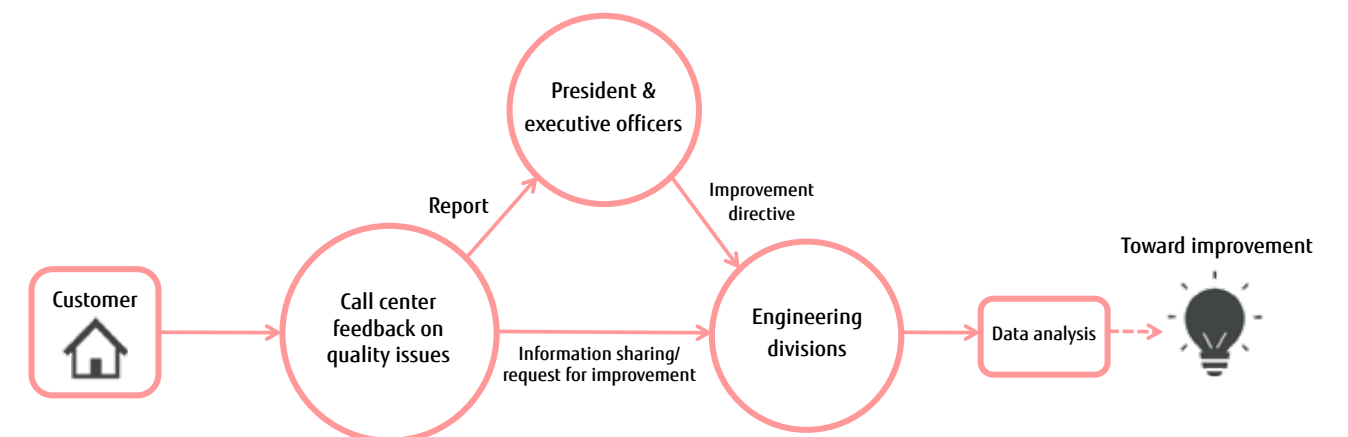 President &
executive officers
Report
Improvement
directive
Toward improvement
Customer
Call center
feedback on
quality issues
Information sharing/
request for improvement
Engineering
divisions
Data analysis